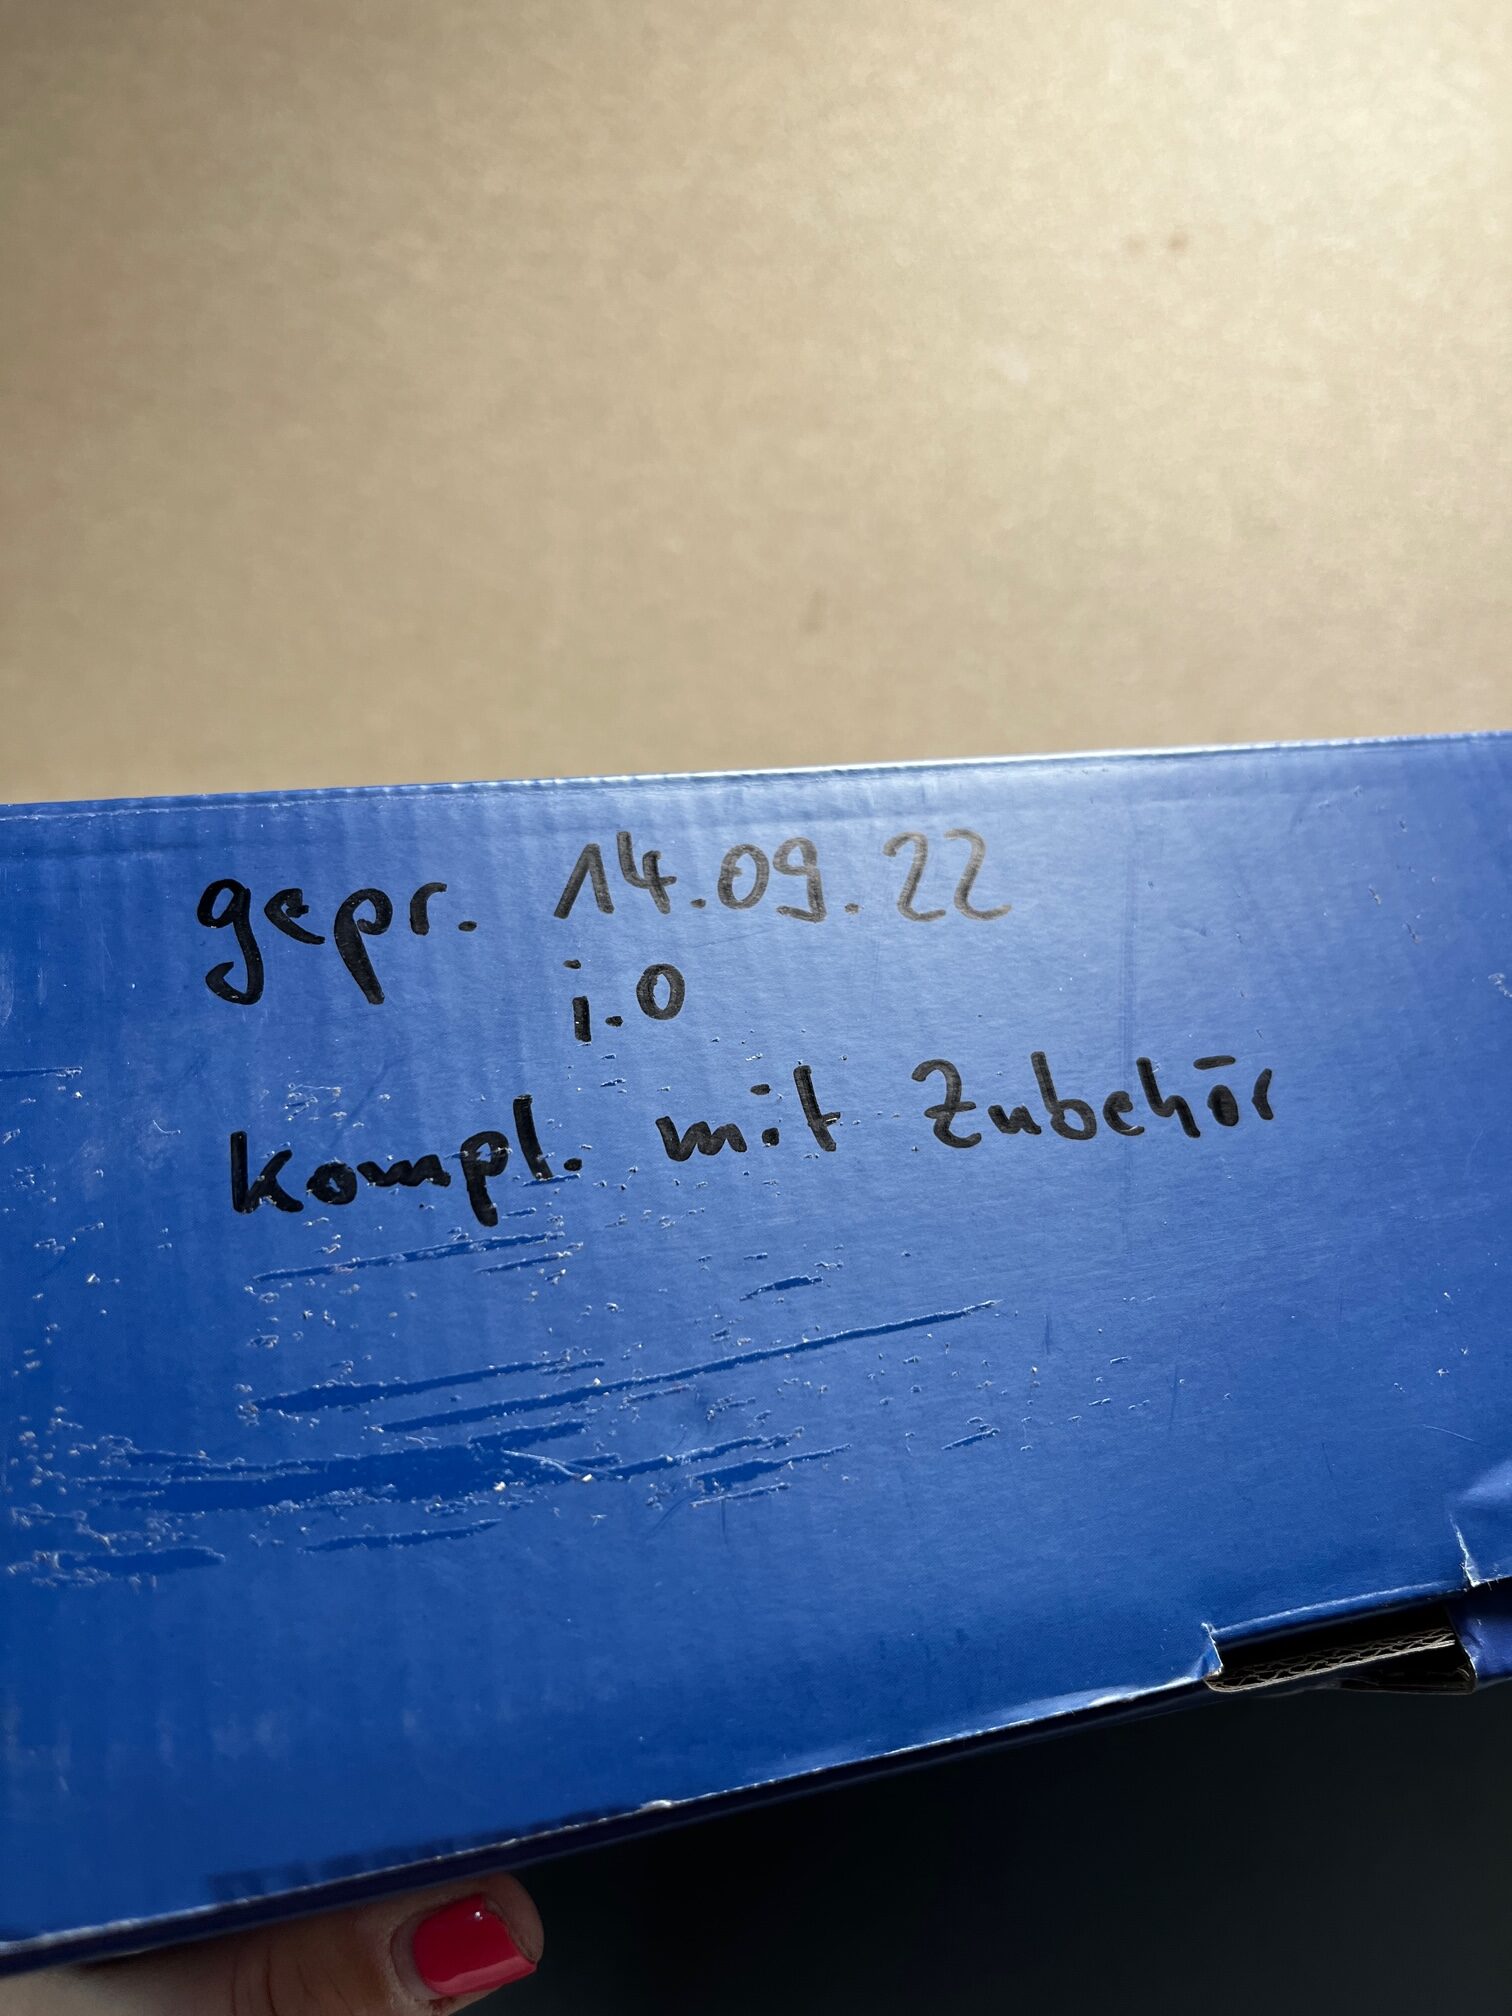 gepr. 14.09.22
i.O
kompl. mit Zubehör